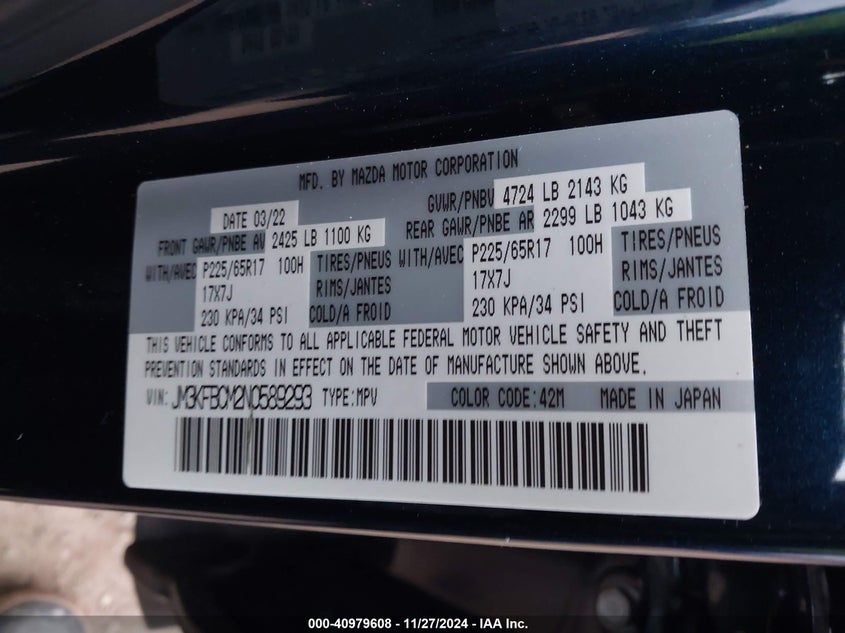 MFD. BY MAZDA MOTOR CORPORATION
DATE 03/22
GVWR/PNBV 4724 LB 2143 KG
FRONT GAWR/PNBE AV 2425 LB 1100 KG
REAR GAWR/PNBE AR 2299 LB 1043 KG
WITH/AVEC P225/65R17 100H TIRES/PNEUS
17X7J RIMS/JANTES
230 KPA/34 PSI COLD/A FROID
WITH/AVEC P225/65R17 100H TIRES/PNEUS
17X7J RIMS/JANTES
230 KPA/34 PSI COLD/A FROID
THIS VEHICLE CONFORMS TO ALL APPLICABLE FEDERAL MOTOR VEHICLE SAFETY AND THEFT
PREVENTION STANDARDS IN EFFECT ON THE DATE OF MANUFACTURE SHOWN ABOVE.
VIN: JM3KFBCM2N0589293 TYPE:MPV COLOR CODE:42M MADE IN JAPAN
000-40979608 - 11/27/2024 - IAA Inc.